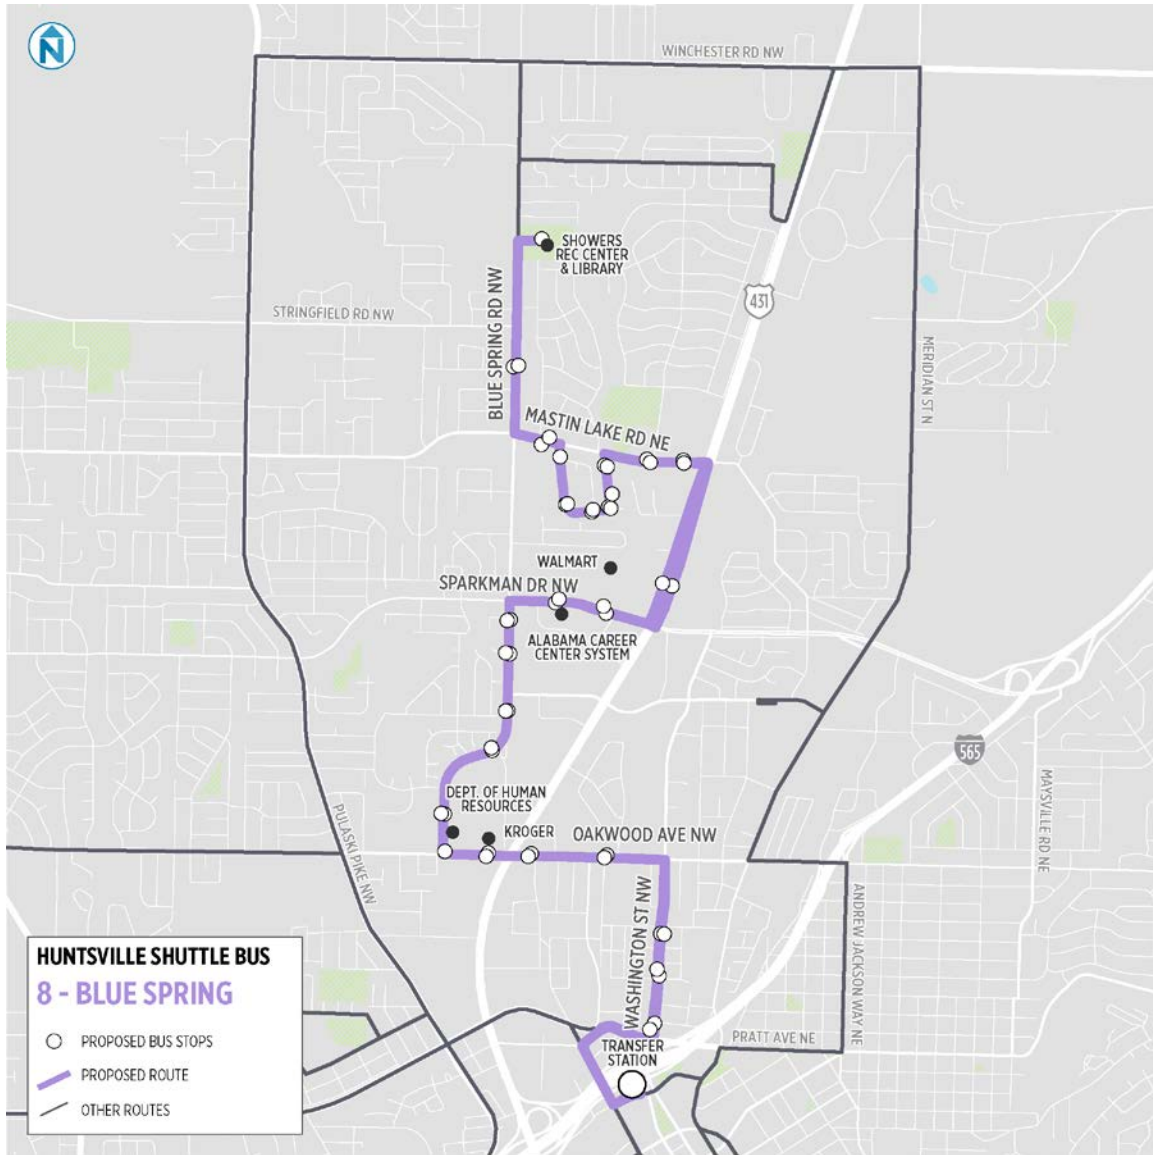 N
WINCHESTER RD NW
SHOWERS
REC CENTER
& LIBRARY
BLUE SPRING RD NW
STRINGFIELD RD NW
431
MERIDIAN ST N
MASTIN LAKE RD NE
WALMART
SPARKMAN DR NW
ALABAMA CAREER
CENTER SYSTEM
565
MAYSVILLE RD NE
DEPT. OF HUMAN
RESOURCES
KROGER
OAKWOOD AVE NW
PULASKI PIKE NW
WASHINGTON ST NW
ANDREW JACKSON WAY NE
PRATT AVE NE
TRANSFER
STATION
HUNTSVILLE SHUTTLE BUS
8 - BLUE SPRING
PROPOSED BUS STOPS
PROPOSED ROUTE
OTHER ROUTES